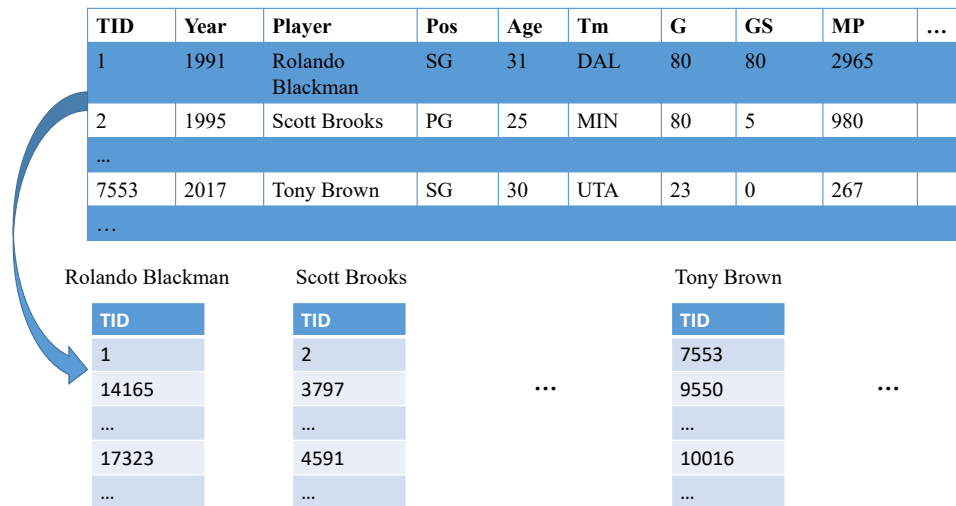 TID Year Player Pos Age Tm G GS MP ...
1 1991 Rolando Blackman SG 31 DAL 80 80 2965
2 1995 Scott Brooks PG 25 MIN 80 5 980
...
7553 2017 Tony Brown SG 30 UTA 23 0 267
...
Rolando Blackman Scott Brooks Tony Brown
TID TID TID
1 2 7553
14165 3797 ... 9550 ...
... ... ...
17323 4591 10016
... ... ...